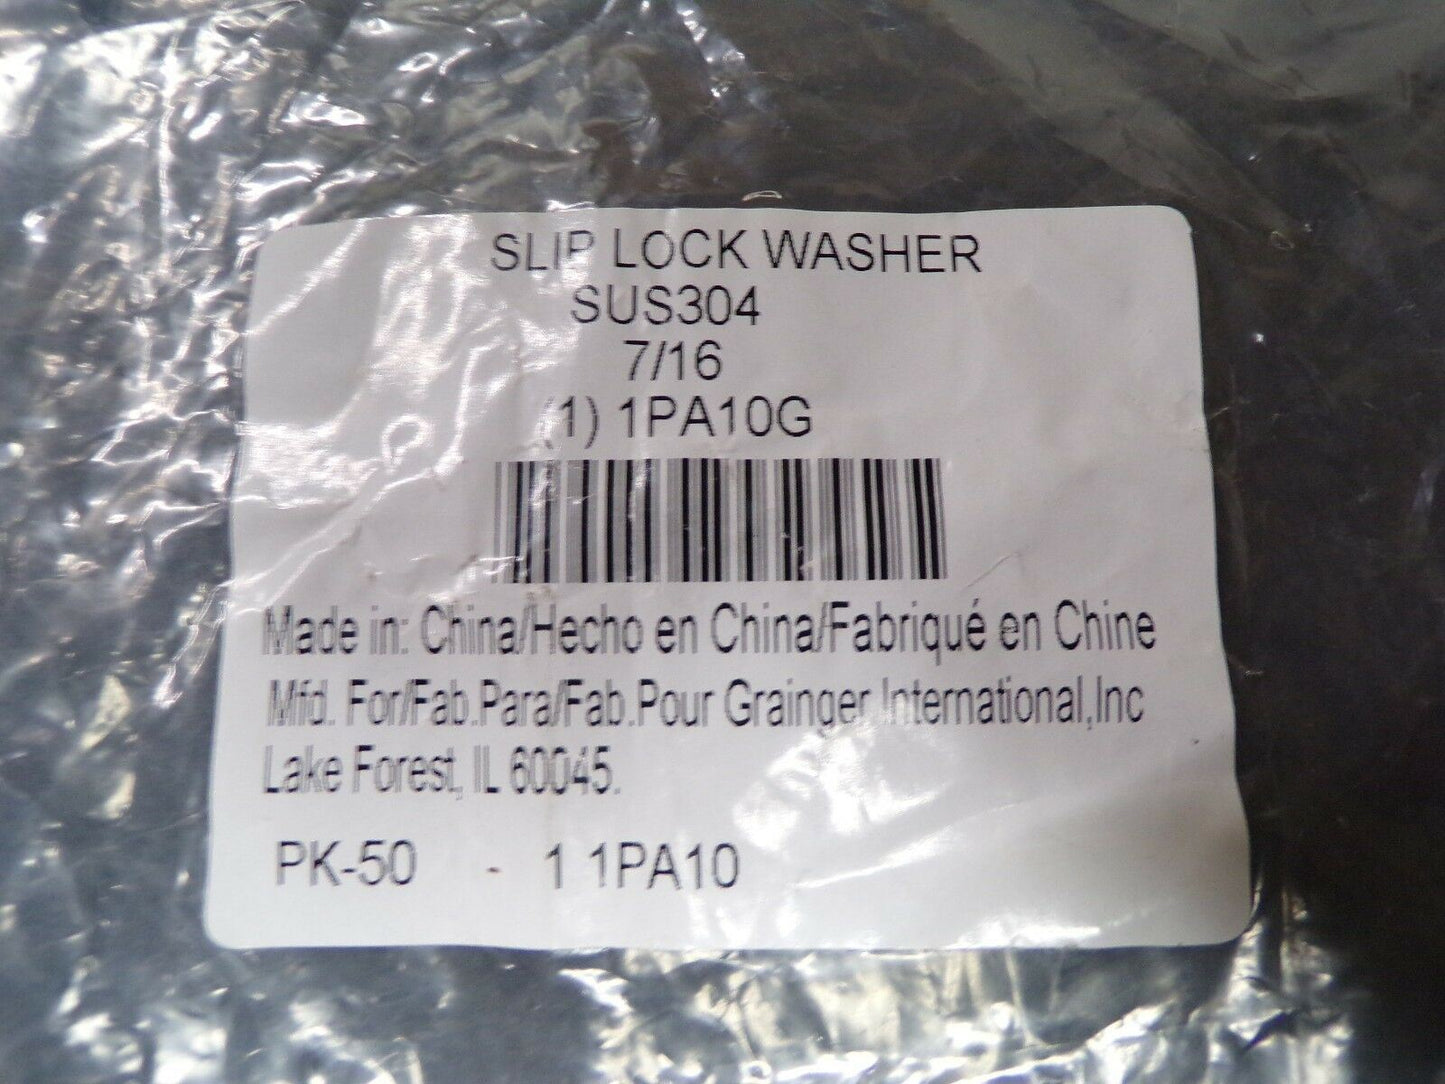 SLIP LOCK WASHER
SUS304
7/16
(1) 1PA10G
Made in: China/Hecho en China/Fabriqué en Chine
Mfd. For/Fab.Para/Fab.Pour Grainger International,Inc
Lake Forest, IL 60045.
PK-50 - 1 1PA10